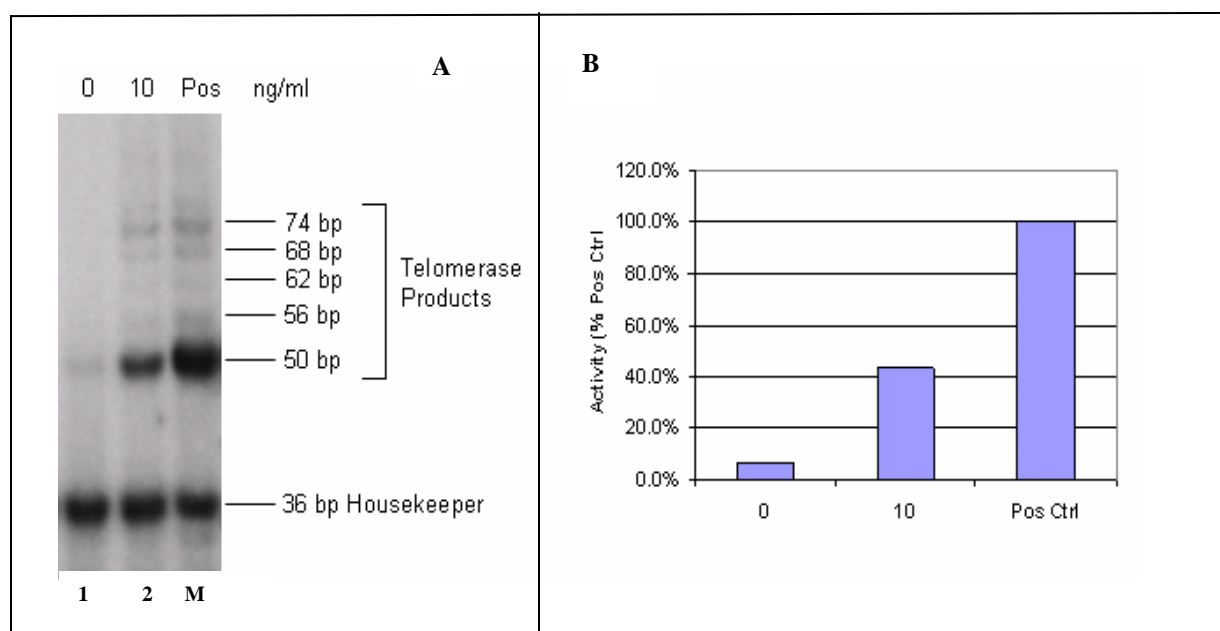 A
0 10 Pos ng/ml
74 bp
68 bp
62 bp
56 bp
50 bp
Telomerase
Products
36 bp Housekeeper
1 2 M
B
120.0%
100.0%
80.0%
60.0%
40.0%
20.0%
0.0%
Activity (% Pos Ctrl
0 10 Pos Ctrl